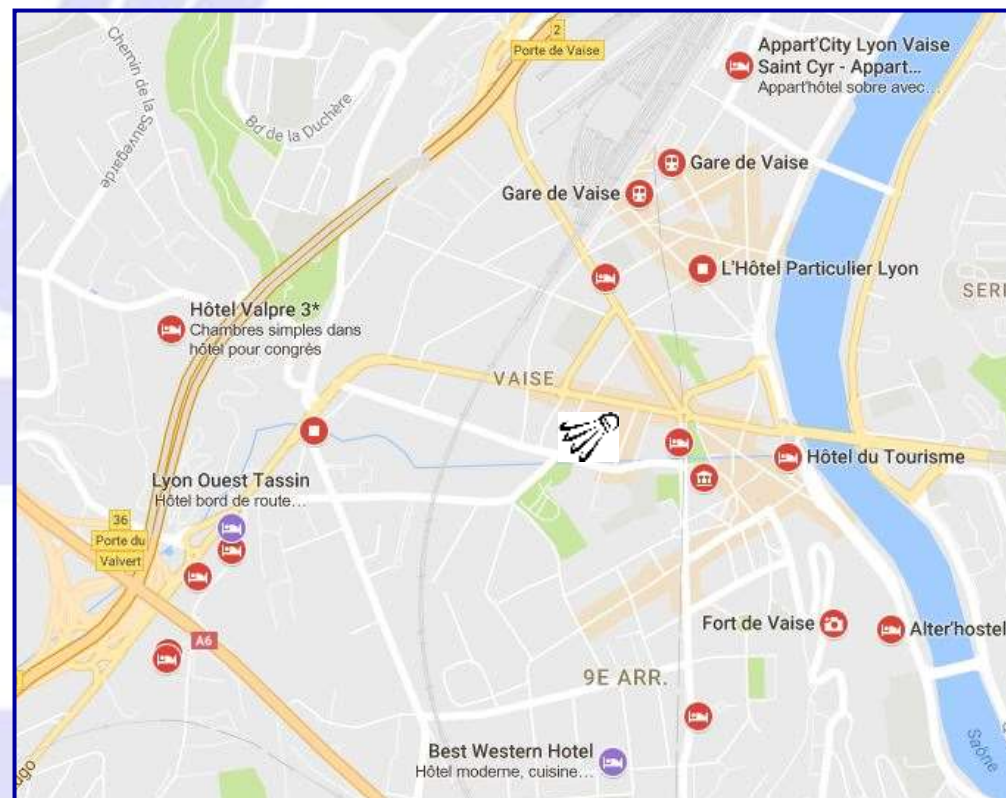 2
Porte de Vaise
Appart'City Lyon Vaise
Saint Cyr - Appart...
Appart'hôtel sobre avec...
Chemin de la Sauvegarde
Bd de la Duchère
Gare de Vaise
Gare de Vaise
L'Hôtel Particulier Lyon
SERI
Hôtel Valpre 3*
Chambres simples dans
hôtel pour congrès
VAISE
Hôtel du Tourisme
Lyon Ouest Tassin
Hôtel bord de route...
36
Porte du
Valvert
A6
Fort de Vaise
Alter'hostel
9E ARR.
Saône
Best Western Hotel
Hôtel moderne, cuisine...
ugo